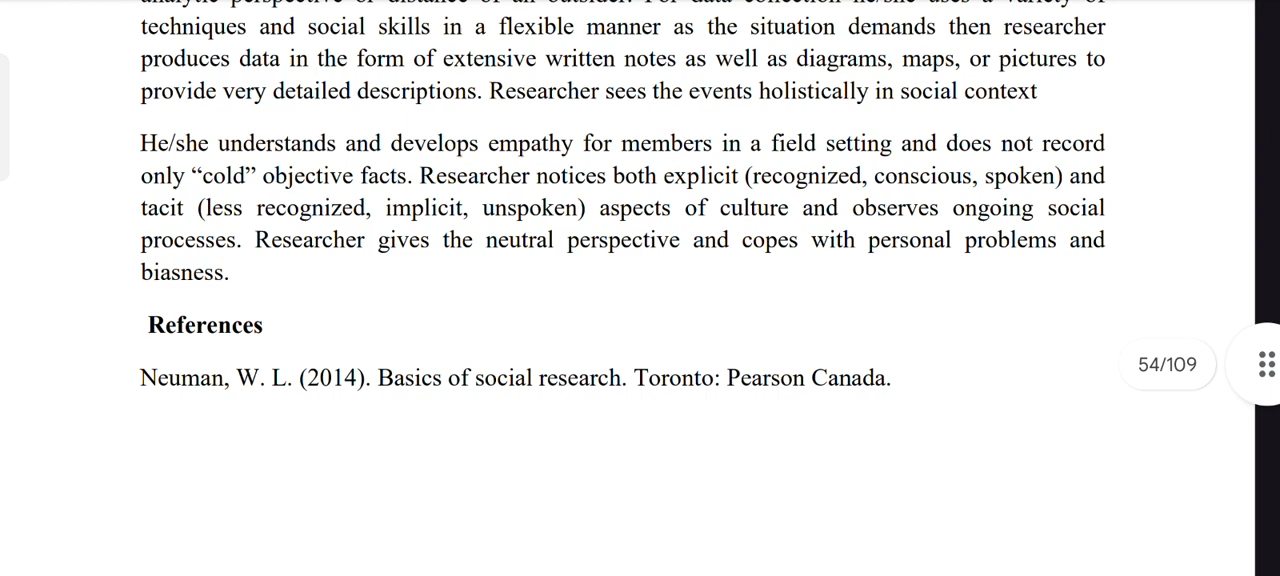 techniques and social skills in a flexible manner as the situation demands then researcher
produces data in the form of extensive written notes as well as diagrams, maps, or pictures to
provide very detailed descriptions. Researcher sees the events holistically in social context
He/she understands and develops empathy for members in a field setting and does not record
only “cold” objective facts. Researcher notices both explicit (recognized, conscious, spoken) and
tacit (less recognized, implicit, unspoken) aspects of culture and observes ongoing social
processes. Researcher gives the neutral perspective and copes with personal problems and
biasness.
References
Neuman, W. L. (2014). Basics of social research. Toronto: Pearson Canada.
54/109